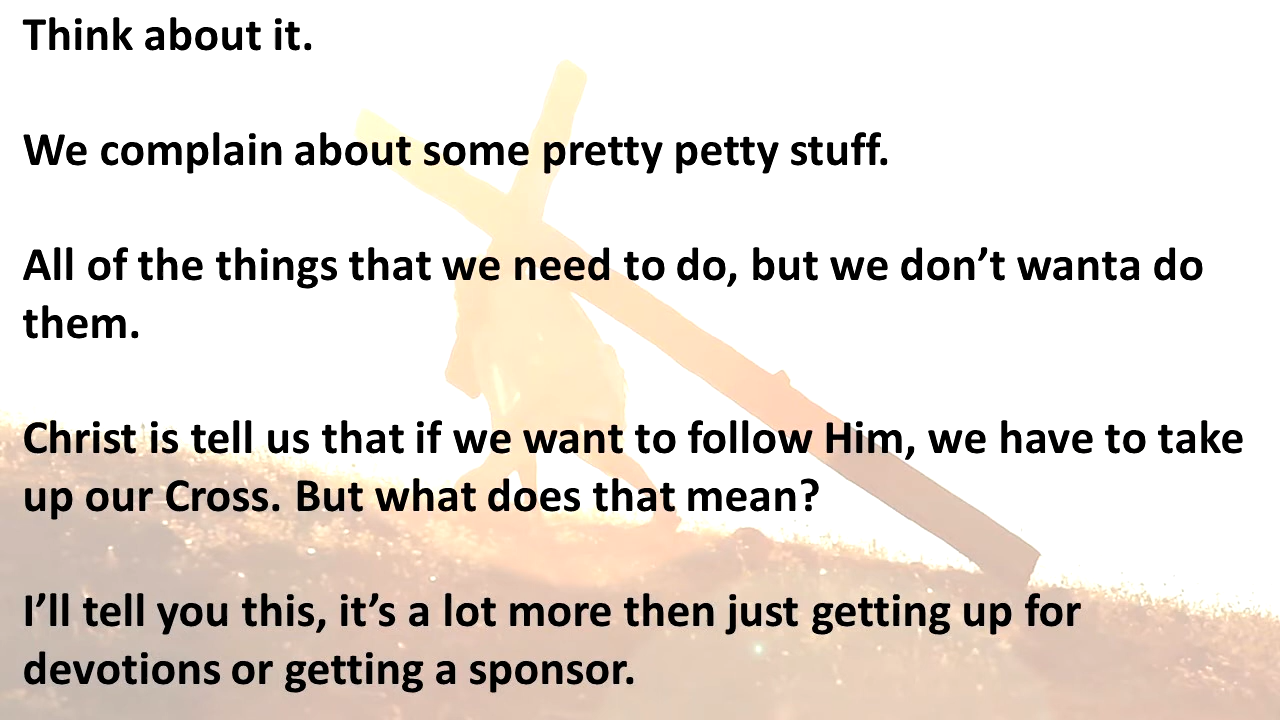 Think about it.
We complain about some pretty petty stuff.
All of the things that we need to do, but we don’t wanta do
them.
Christ is tell us that if we want to follow Him, we have to take
up our Cross. But what does that mean?
I’ll tell you this, it’s a lot more then just getting up for
devotions or getting a sponsor.